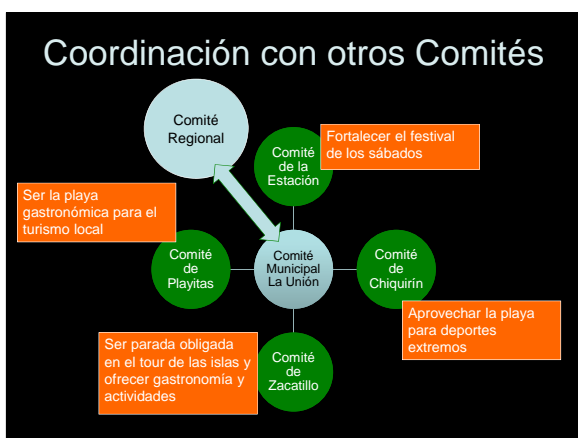 Coordinación con otros Comités
Comité
Regional
Fortalecer el festival
de los sábados
Comité
de la
Estación
Ser la playa
gastronómica para el
turismo local
Comité
de
Playitas
Comité
Municipal
La Unión
Comité
de
Chiquirín
Aprovechar la playa
para deportes
extremos
Ser parada obligada
en el tour de las islas y
ofrecer gastronomía y
actividades
Comité
de
Zacatillo